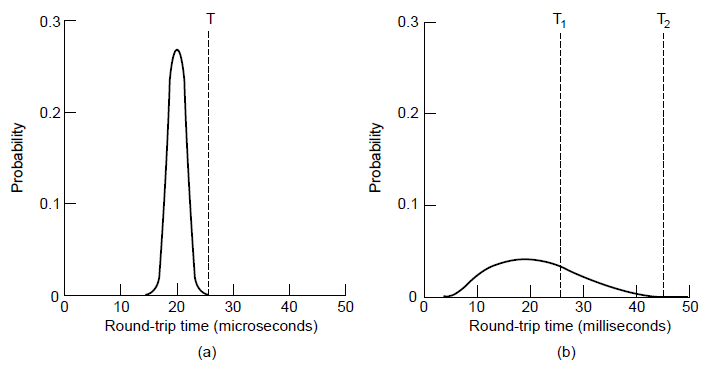 T
0.3
0.2
0.1
0
Probability
0 10 20 30 40 50
Round-trip time (microseconds)
(a)
T1 T2
0.3
0.2
0.1
0
Probability
0 10 20 30 40 50
Round-trip time (milliseconds)
(b)